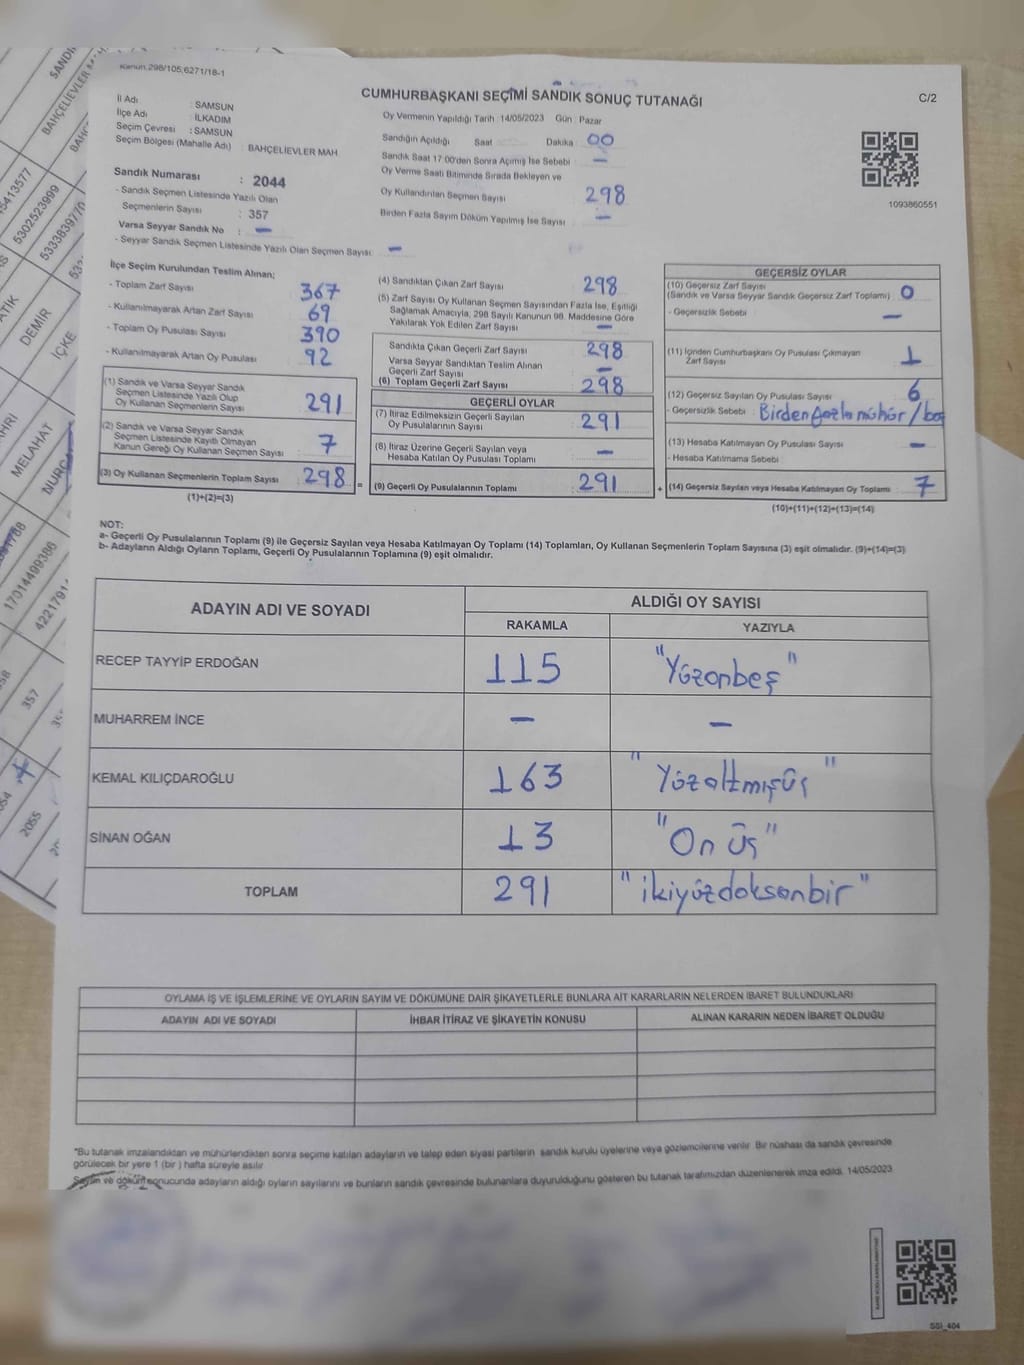 Kanun:298/105,6271/18-1
CUMHURBAŞKANI SEÇİMİ SANDIK SONUÇ TUTANAĞI
C/2
İl Adı : SAMSUN
İlçe Adı : İLKADIM
Seçim Çevresi : SAMSUN
Seçim Bölgesi (Mahalle Adı) : BAHÇELİEVLER MAH.
Oy Vermenin Yapıldığı Tarih :14/05/2023 Gün : Pazar
Sandığın Açıldığı Saat Dakika 00
Sandık Saat 17:00'den Sonra Açımış İse Sebebi : —
Oy Verme Saati Bitiminde Sırada Bekleyen ve
Oy Kullandırılan Seçmen Sayısı 298
Birden Fazla Sayım Döküm Yapılmış İse Sayısı —
1093860551
Sandık Numarası : 2044
- Sandık Seçmen Listesinde Yazılı Olan
Seçmenlerin Sayısı : 357
Varsa Seyyar Sandık No : —
- Seyyar Sandık Seçmen Listesinde Yazılı Olan Seçmen Sayısı: —
İlçe Seçim Kurulundan Teslim Alınan;
- Toplam Zarf Sayısı 367
- Kullanılmayarak Artan Zarf Sayısı 69
- Toplam Oy Pusulası Sayısı 390
- Kullanılmayarak Artan Oy Pusulası 92
(1) Sandık ve Varsa Seyyar Sandık
Seçmen Listesinde Yazılı Olup
Oy Kullanan Seçmenlerin Sayısı 291
(2) Sandık ve Varsa Seyyar Sandık
Seçmen Listesinde Kayıtlı Olmayan
Kanun Gereği Oy Kullanan Seçmen Sayısı 7
(3) Oy Kullanan Seçmenlerin Toplam Sayısı 298 =
(1)+(2)=(3)
(4) Sandıktan Çıkan Zarf Sayısı 298
(5) Zarf Sayısı Oy Kullanan Seçmen Sayısından Fazla İse, Eşitliği
Sağlamak Amacıyla, 298 Sayılı Kanunun 98. Maddesine Göre
Yakılarak Yok Edilen Zarf Sayısı —
Sandıkta Çıkan Geçerli Zarf Sayısı 298
Varsa Seyyar Sandıktan Teslim Alınan
Geçerli Zarf Sayısı —
(6) Toplam Geçerli Zarf Sayısı 298
GEÇERLİ OYLAR
(7) İtiraz Edilmeksizin Geçerli Sayılan
Oy Pusulalarının Sayısı 291
(8) İtiraz Üzerine Geçerli Sayılan veya
Hesaba Katılan Oy Pusulası Toplamı —
(9) Geçerli Oy Pusulalarının Toplamı 291 +
GEÇERSİZ OYLAR
(10) Geçersiz Zarf Sayısı
(Sandık ve Varsa Seyyar Sandık Geçersiz Zarf Toplamı) 0
- Geçersizlik Sebebi —
(11) İçinden Cumhurbaşkanı Oy Pusulası Çıkmayan
Zarf Sayısı 1
(12) Geçersiz Sayılan Oy Pusulası Sayısı 6
- Geçersizlik Sebebi Birden fazla mühür / boş
(13) Hesaba Katılmayan Oy Pusulası Sayısı —
- Hesaba Katılmama Sebebi
(14) Geçersiz Sayılan veya Hesaba Katılmayan Oy Toplamı 7
(10)+(11)+(12)+(13)=(14)
NOT:
a- Geçerli Oy Pusulalarının Toplamı (9) ile Geçersiz Sayılan veya Hesaba Katılmayan Oy Toplamı (14) Toplamları, Oy Kullanan Seçmenlerin Toplam Sayısına (3) eşit olmalıdır. (9)+(14)=(3)
b- Adayların Aldığı Oyların Toplamı, Geçerli Oy Pusulalarının Toplamına (9) eşit olmalıdır.
ADAYIN ADI VE SOYADI
ALDIĞI OY SAYISI
RAKAMLA YAZIYLA
RECEP TAYYİP ERDOĞAN 115 "Yüzonbeş"
MUHARREM İNCE — —
KEMAL KILIÇDAROĞLU 163 "Yüzaltmışüç"
SİNAN OĞAN 13 "On üç"
TOPLAM 291 "ikiyüzdoksanbir"
OYLAMA İŞ VE İŞLEMLERİNE VE OYLARIN SAYIM VE DÖKÜMÜNE DAİR ŞİKAYETLERLE BUNLARA AİT KARARLARIN NELERDEN İBARET BULUNDUKLARI
ADAYIN ADI VE SOYADI İHBAR İTİRAZ VE ŞİKAYETİN KONUSU ALINAN KARARIN NEDEN İBARET OLDUĞU
"Bu tutanak imzalandıktan ve mühürlendikten sonra seçime katılan adayların ve talep eden siyasi partilerin sandık kurulu üyelerine veya gözlemcilerine verilir. Bir nüshası da sandık çevresinde
görülecek bir yere 1 (bir) hafta süreyle asılır.
Sayım ve döküm sonucunda adayların aldığı oyların sayılarını ve bunların sandık çevresinde bulunanlara duyurulduğunu gösteren bu tutanak tarafımızdan düzenlenerek imza edildi. 14/05/2023
SSİ_404
BAHÇELİEVLER
5302523999
DEMİR
İÇKE
MELAHAT
17014499386
357
2055